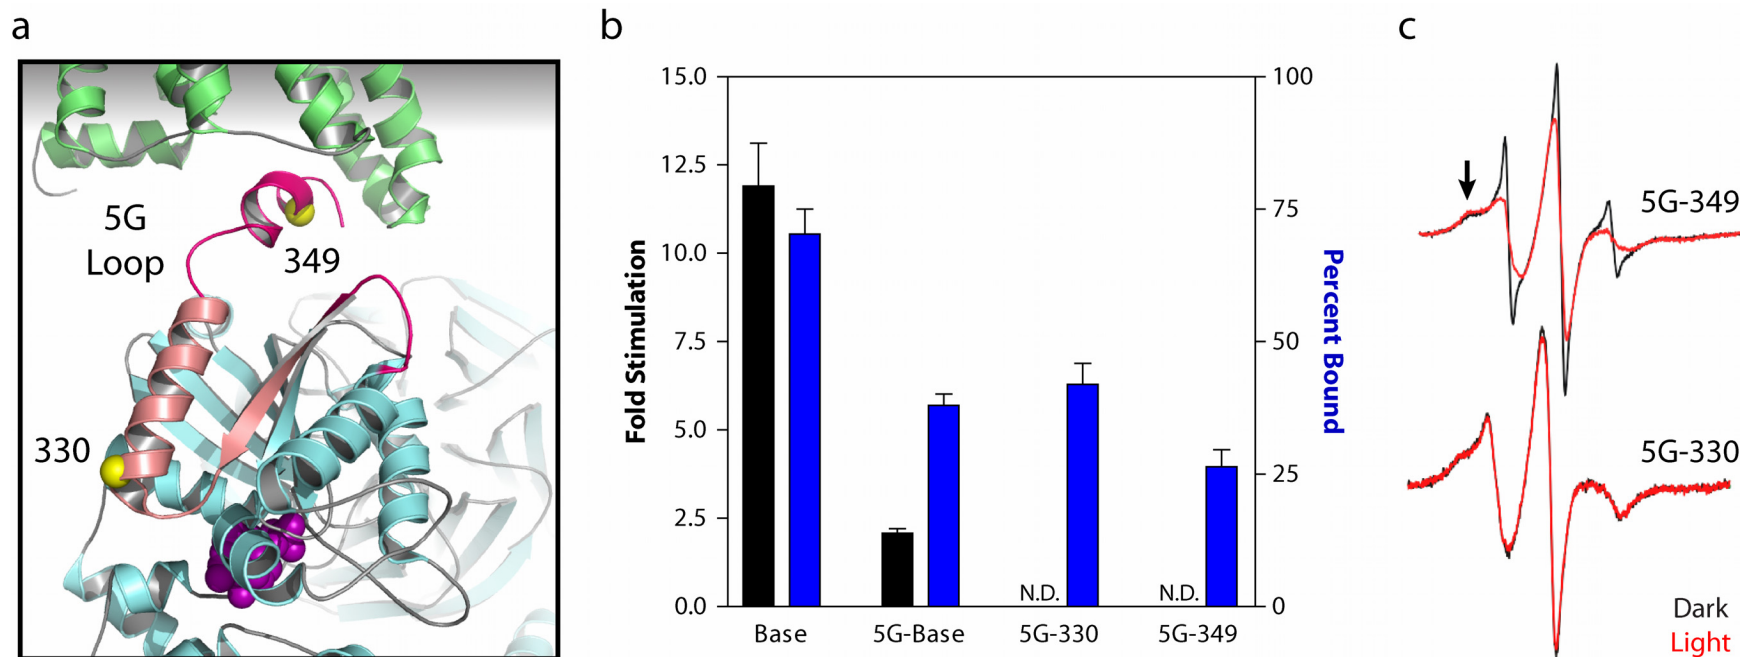 a
5G
Loop
349
330
b
15.0
12.5
10.0
7.5
5.0
2.5
0.0
Fold Stimulation
100
75
50
25
0
Percent Bound
N.D.
N.D.
Base
5G-Base
5G-330
5G-349
c
5G-349
5G-330
Dark
Light